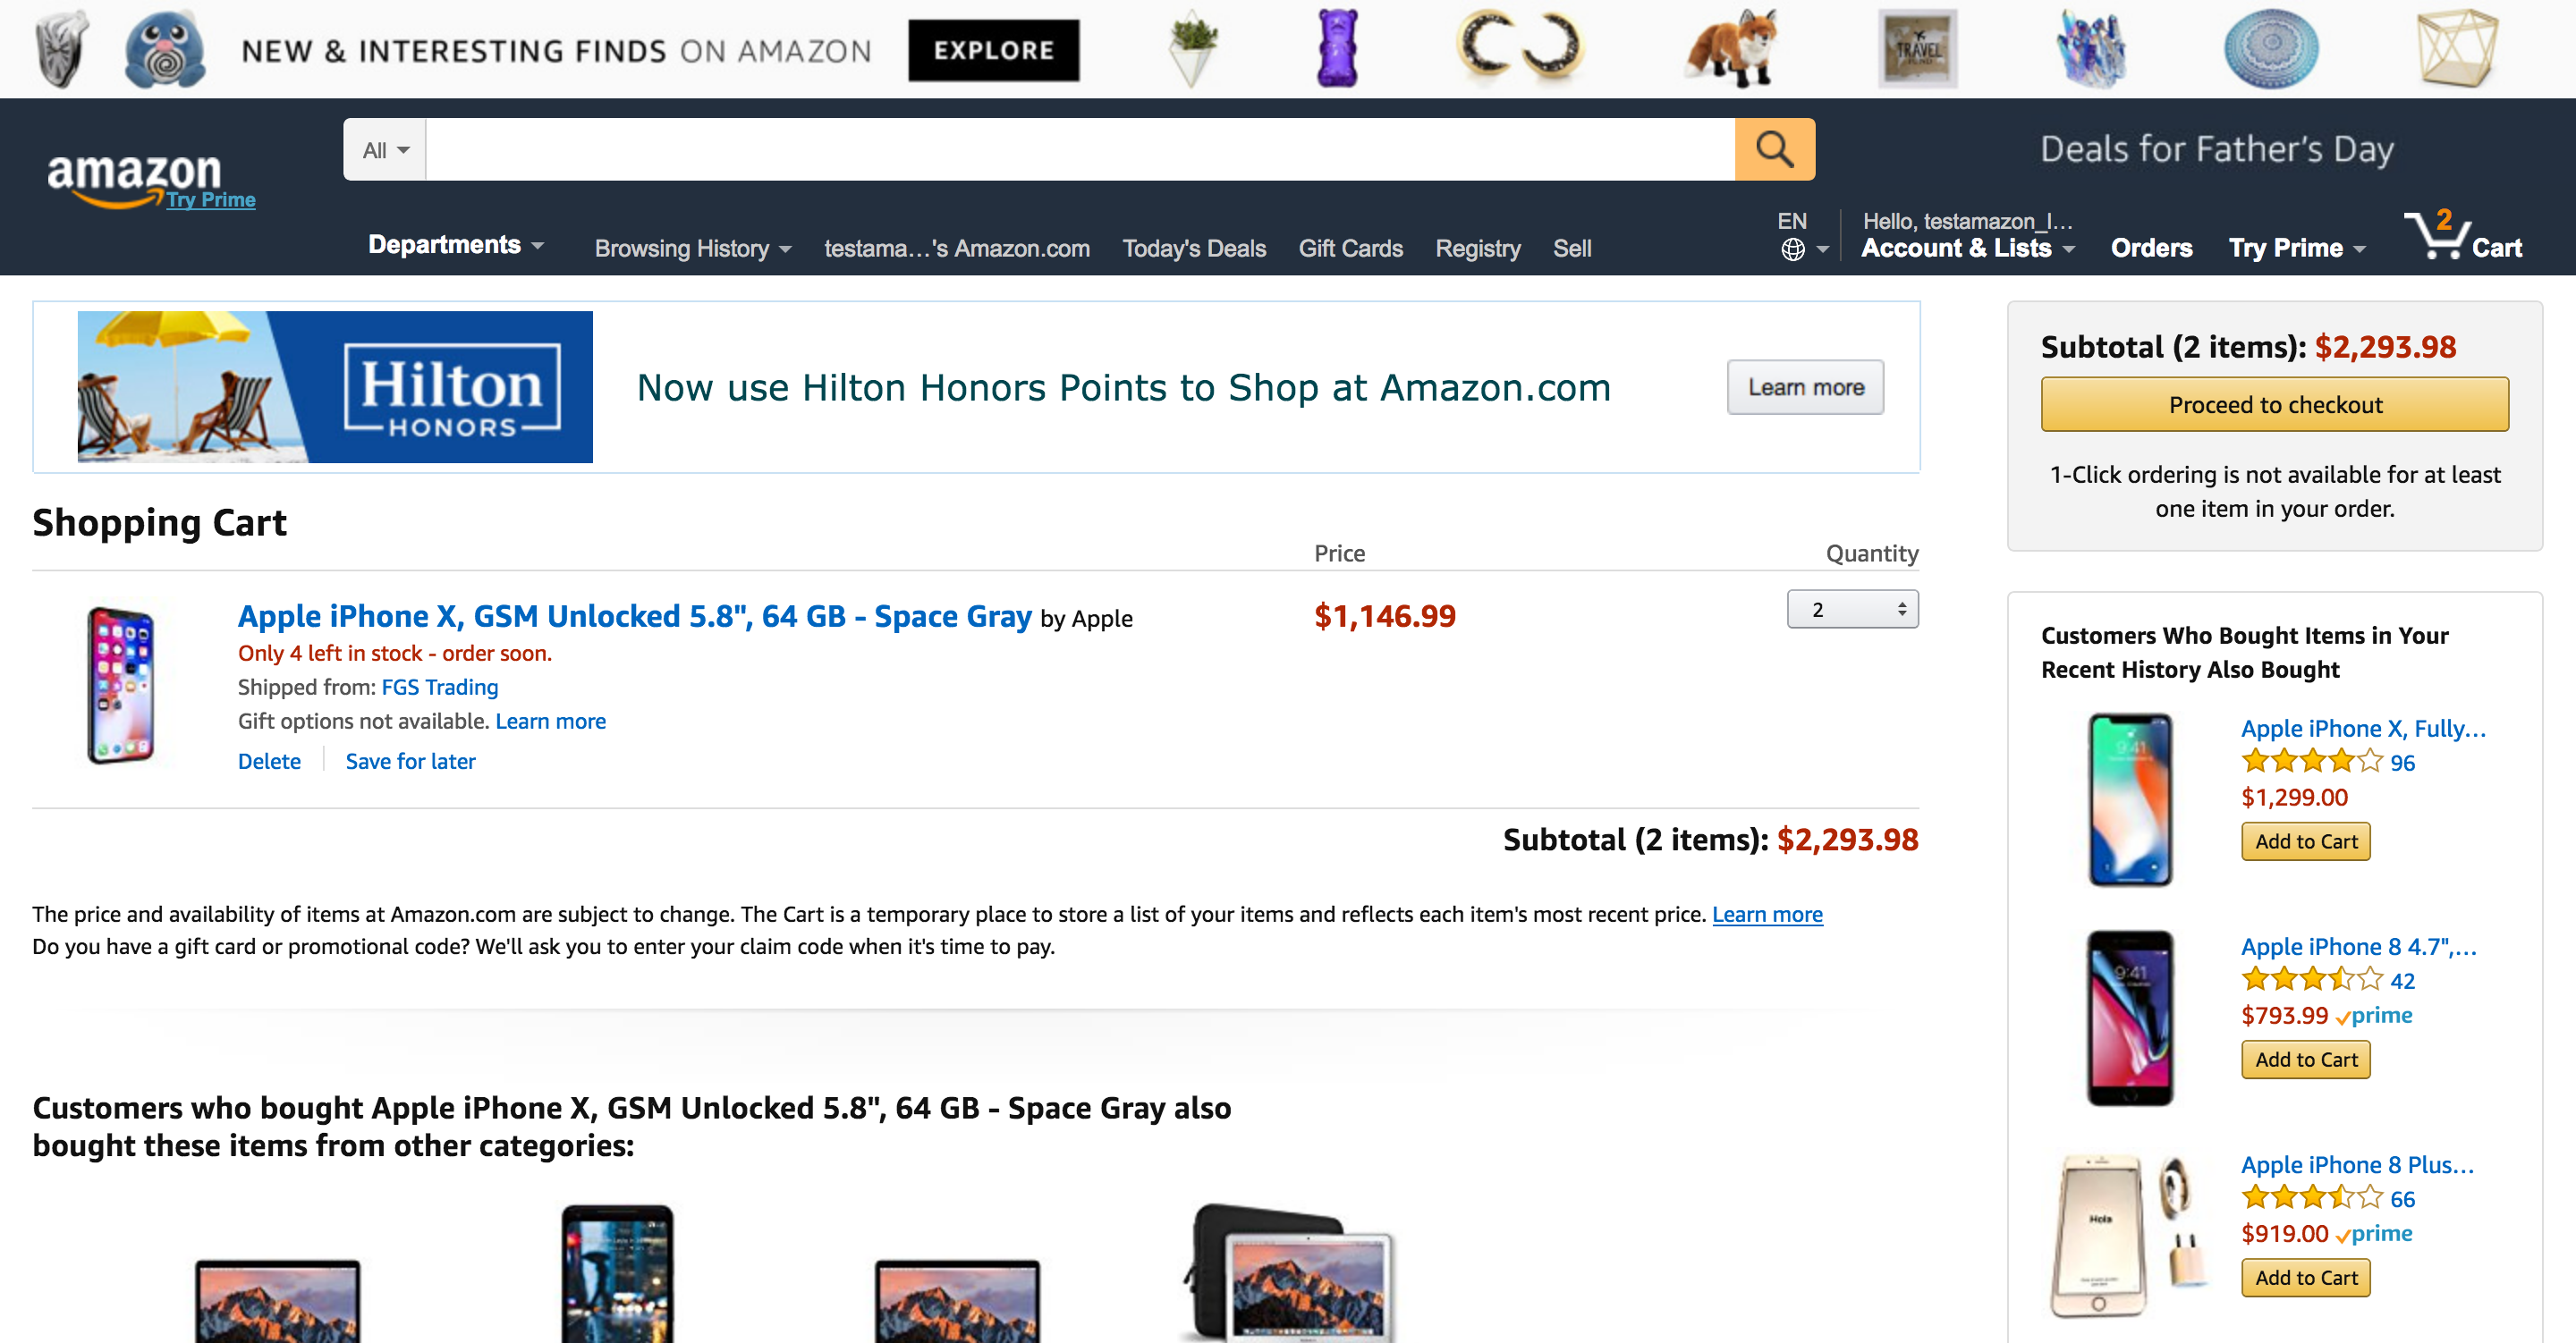 NEW & INTERESTING FINDS ON AMAZON
EXPLORE
TRAVEL
FUND
amazon
Try Prime
All
Deals for Father's Day
Departments
Browsing History
testama...'s Amazon.com
Today's Deals
Gift Cards
Registry
Sell
EN
Hello, testamazon_l...
Account & Lists
Orders
Try Prime
2
Cart
Hilton
HONORS
Now use Hilton Honors Points to Shop at Amazon.com
Learn more
Subtotal (2 items): $2,293.98
Proceed to checkout
1-Click ordering is not available for at least
one item in your order.
Shopping Cart
Price
Quantity
Apple iPhone X, GSM Unlocked 5.8", 64 GB - Space Gray by Apple
$1,146.99
2
Only 4 left in stock - order soon.
Shipped from: FGS Trading
Gift options not available. Learn more
Delete
Save for later
Subtotal (2 items): $2,293.98
The price and availability of items at Amazon.com are subject to change. The Cart is a temporary place to store a list of your items and reflects each item's most recent price. Learn more
Do you have a gift card or promotional code? We'll ask you to enter your claim code when it's time to pay.
Customers who bought Apple iPhone X, GSM Unlocked 5.8", 64 GB - Space Gray also
bought these items from other categories:
Customers Who Bought Items in Your
Recent History Also Bought
Apple iPhone X, Fully...
96
$1,299.00
Add to Cart
9:41
Apple iPhone 8 4.7",...
42
$793.99 prime
Add to Cart
9:41
Apple iPhone 8 Plus...
66
$919.00 prime
Add to Cart
Hola